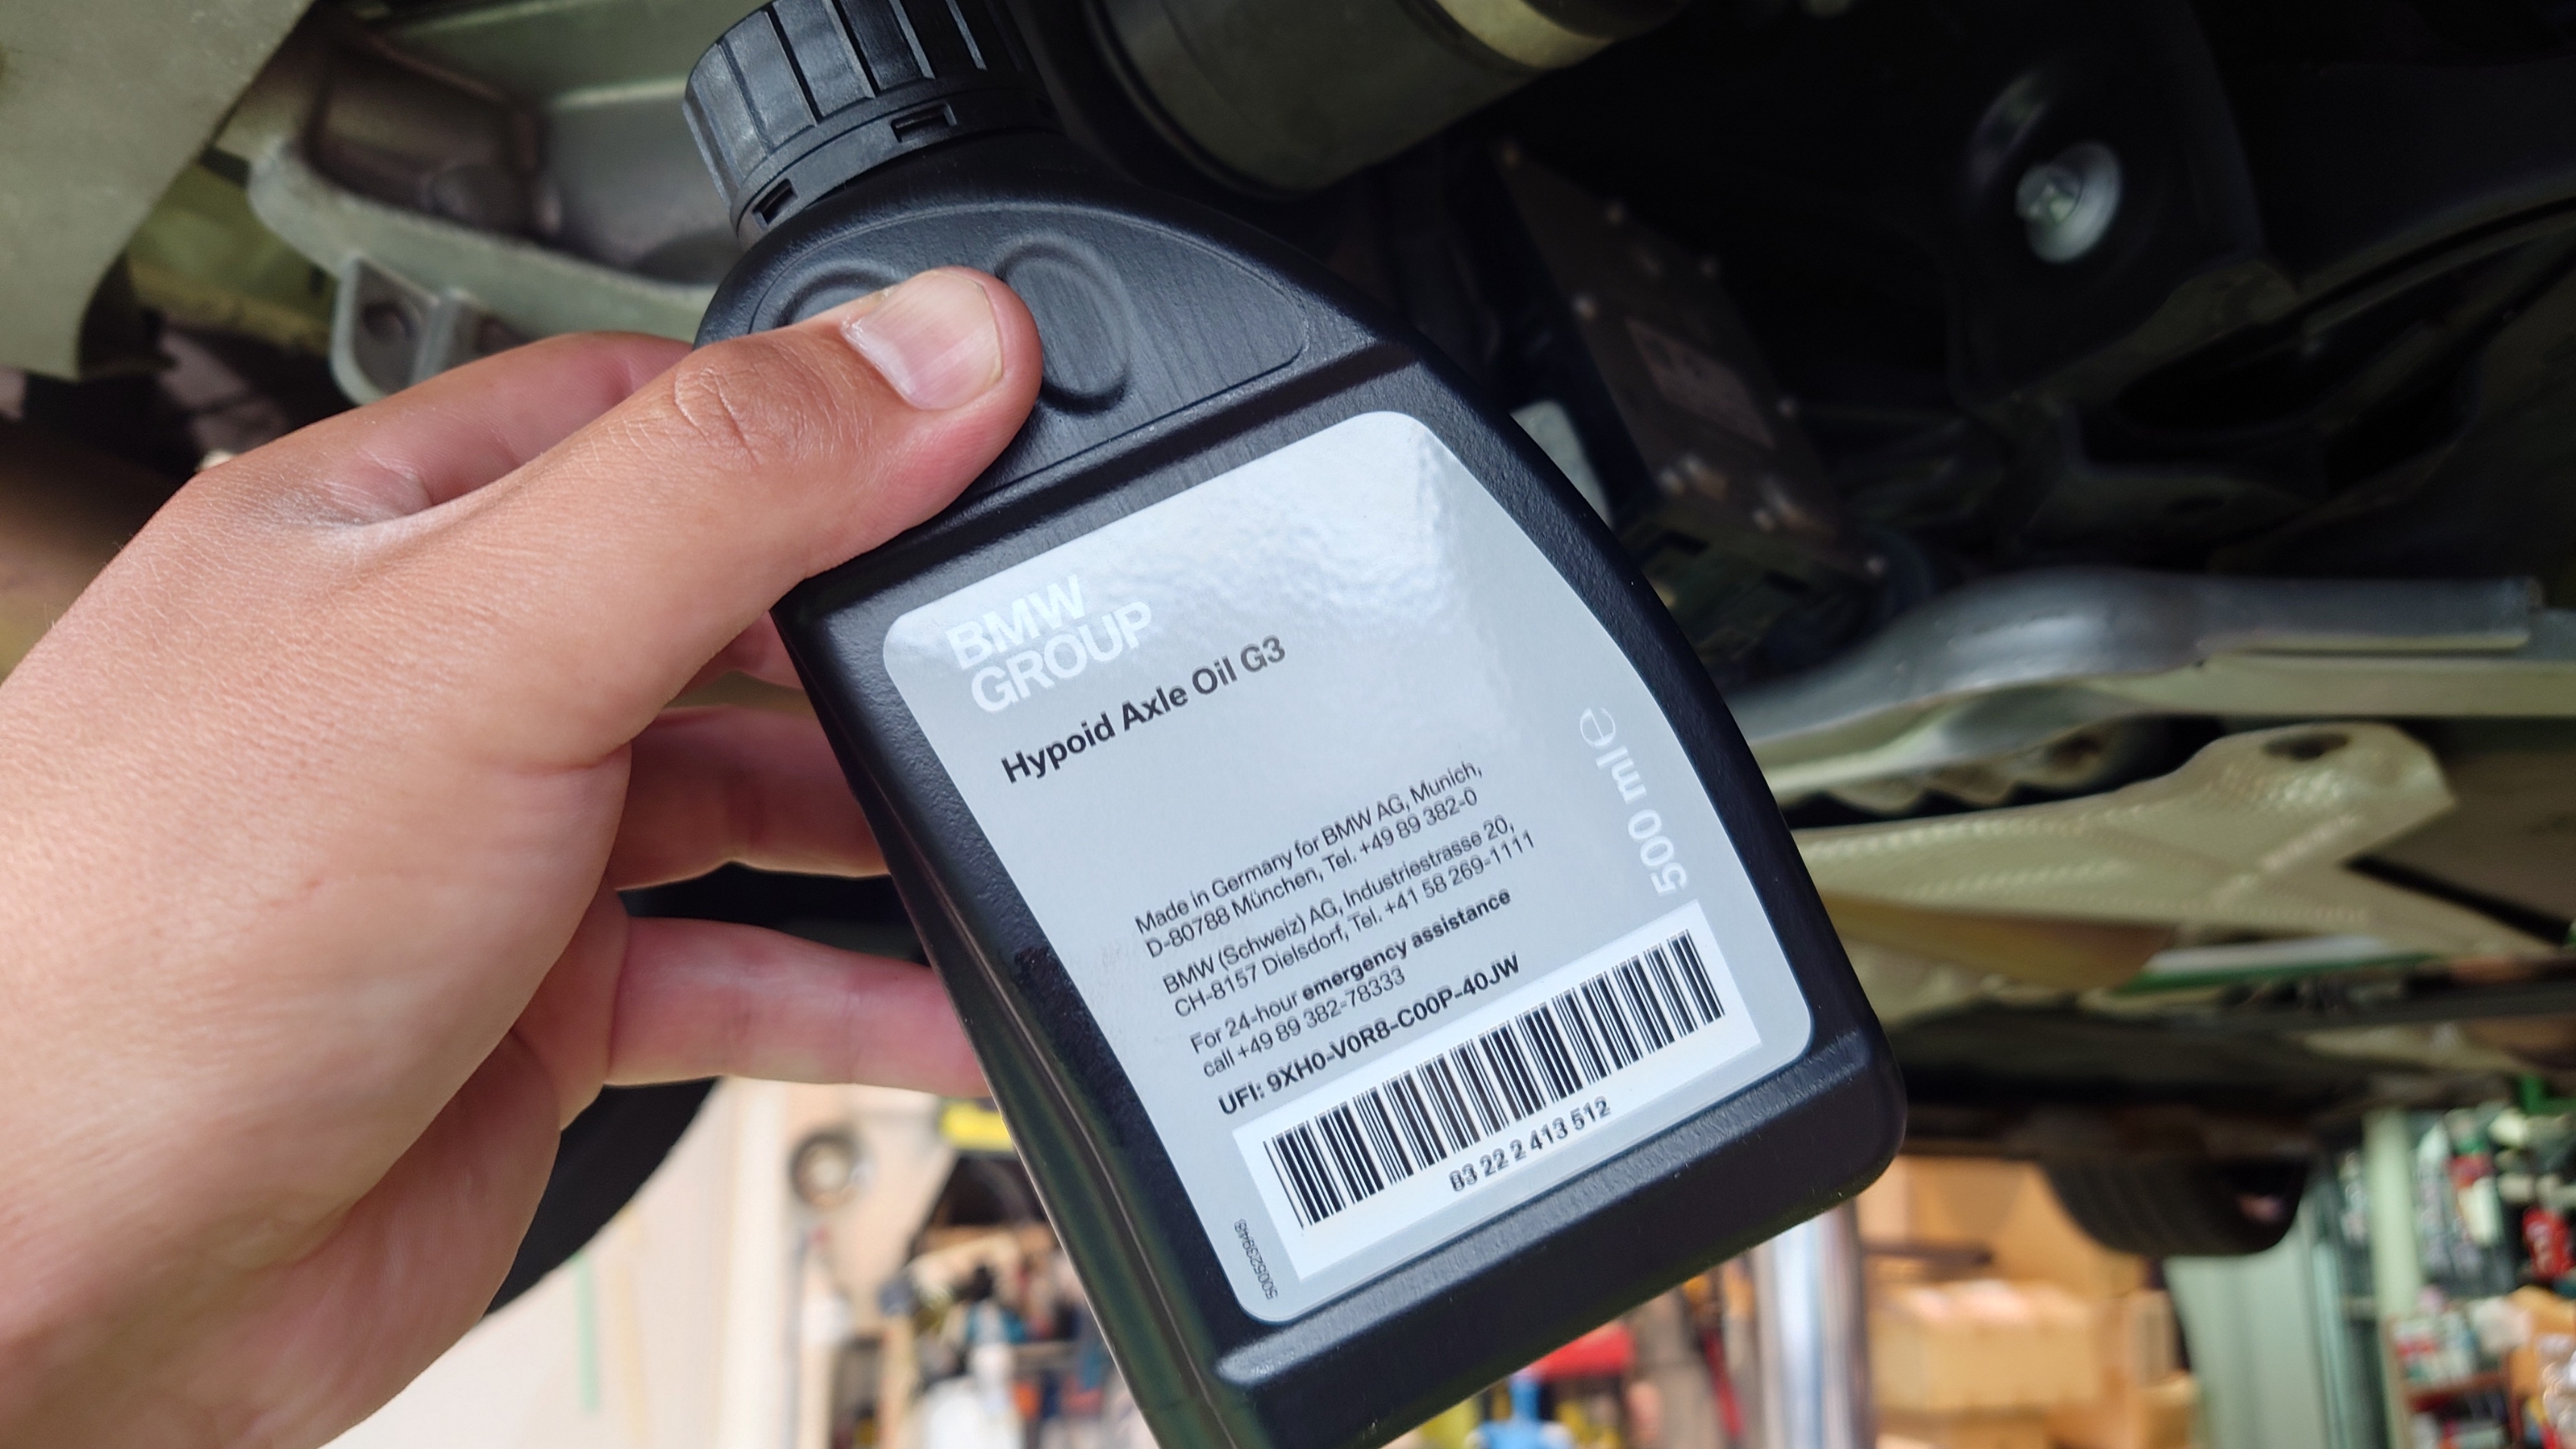 BMW
GROUP
Hypoid Axle Oil G3
500 ml e
Made in Germany for BMW AG, Munich,
D-80788 München, Tel. +49 89 382-0
BMW (Schweiz) AG, Industriestrasse 20,
CH-8157 Dielsdorf, Tel. +41 58 269-1111
For 24-hour emergency assistance
call +49 89 382-78333
UFI: 9XH0-V0R8-C00P-40JW
83 22 2 413 512